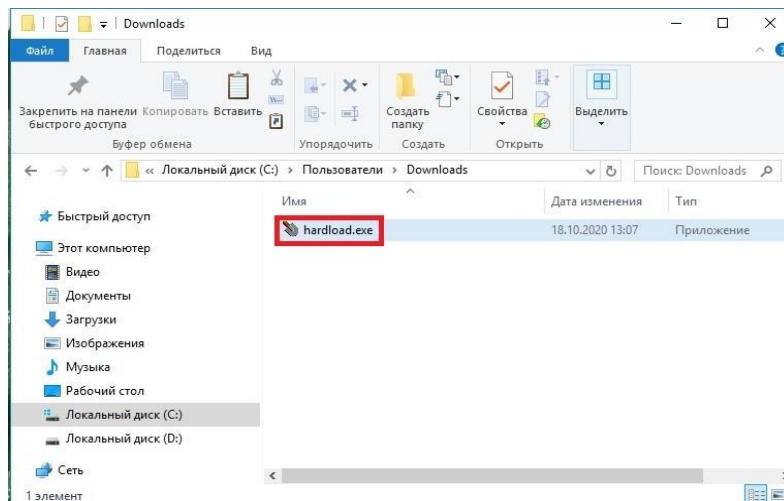 Downloads
Файл Главная Поделиться Вид
Закрепить на панели быстрого доступа
Копировать
Вставить
Создать папку
Свойства
Выделить
Буфер обмена Упорядочить Создать Открыть
« Локальный диск (C:) > Пользователи > Downloads
Поиск: Downloads
Имя Дата изменения Тип
hardload.exe 18.10.2020 13:07 Приложение
Быстрый доступ
Этот компьютер
Видео
Документы
Загрузки
Изображения
Музыка
Рабочий стол
Локальный диск (C:)
Локальный диск (D:)
Сеть
1 элемент